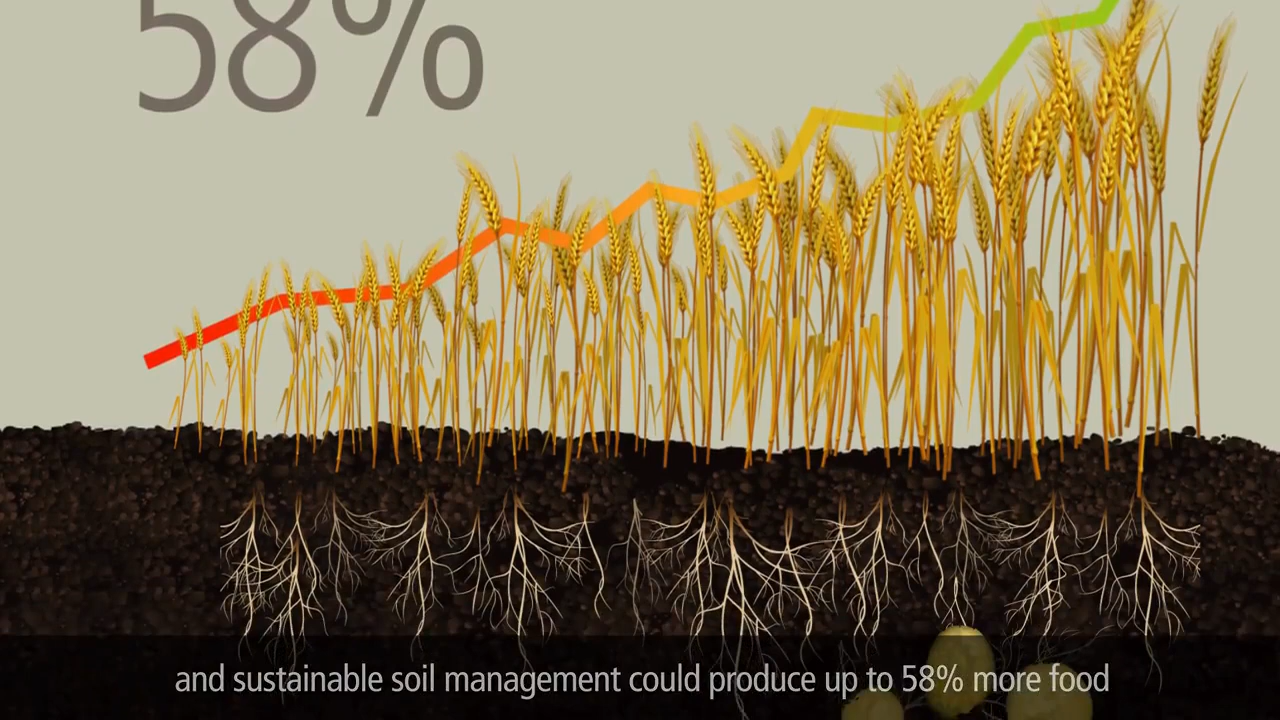 58%
and sustainable soil management could produce up to 58% more food